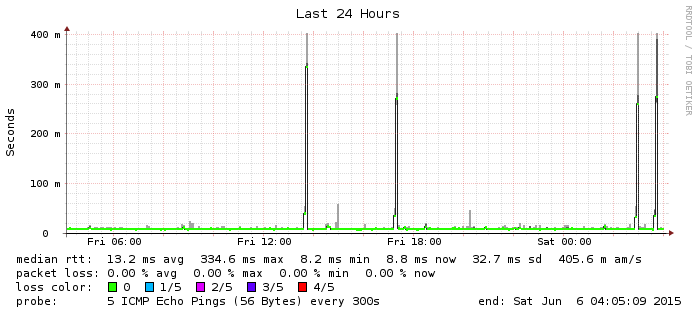 Last 24 Hours
RRDTOOL / TOBI OETIKER
Seconds
400 m
300 m
200 m
100 m
0
Fri 06:00 Fri 12:00 Fri 18:00 Sat 00:00
median rtt: 13.2 ms avg 334.6 ms max 8.2 ms min 8.8 ms now 32.7 ms sd 405.6 m am/s
packet loss: 0.00 % avg 0.00 % max 0.00 % min 0.00 % now
loss color: 0 1/5 2/5 3/5 4/5
probe: 5 ICMP Echo Pings (56 Bytes) every 300s end: Sat Jun 6 04:05:09 2015